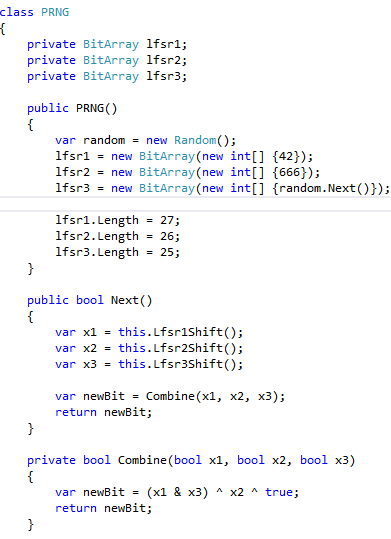 class PRNG
{
    private BitArray lfsr1;
    private BitArray lfsr2;
    private BitArray lfsr3;

    public PRNG()
    {
        var random = new Random();
        lfsr1 = new BitArray(new int[] {42});
        lfsr2 = new BitArray(new int[] {666});
        lfsr3 = new BitArray(new int[] {random.Next()});

        lfsr1.Length = 27;
        lfsr2.Length = 26;
        lfsr3.Length = 25;
    }

    public bool Next()
    {
        var x1 = this.Lfsr1Shift();
        var x2 = this.Lfsr2Shift();
        var x3 = this.Lfsr3Shift();

        var newBit = Combine(x1, x2, x3);
        return newBit;
    }

    private bool Combine(bool x1, bool x2, bool x3)
    {
        var newBit = (x1 & x3) ^ x2 ^ true;
        return newBit;
    }